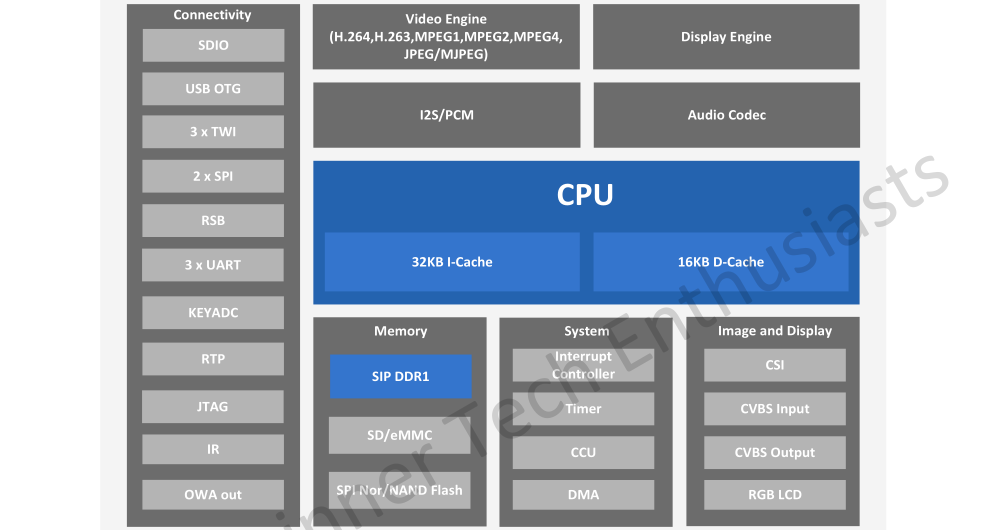 Connectivity
SDIO
USB OTG
3 x TWI
2 x SPI
RSB
3 x UART
KEYADC
RTP
JTAG
IR
OWA out
Video Engine
(H.264,H.263,MPEG1,MPEG2,MPEG4,
JPEG/MJPEG)
Display Engine
I2S/PCM
Audio Codec
CPU
32KB I-Cache
16KB D-Cache
Memory
SIP DDR1
SD/eMMC
SPI Nor/NAND Flash
System
Interrupt
Controller
Timer
CCU
DMA
Image and Display
CSI
CVBS Input
CVBS Output
RGB LCD
inner Tech Enthusiasts